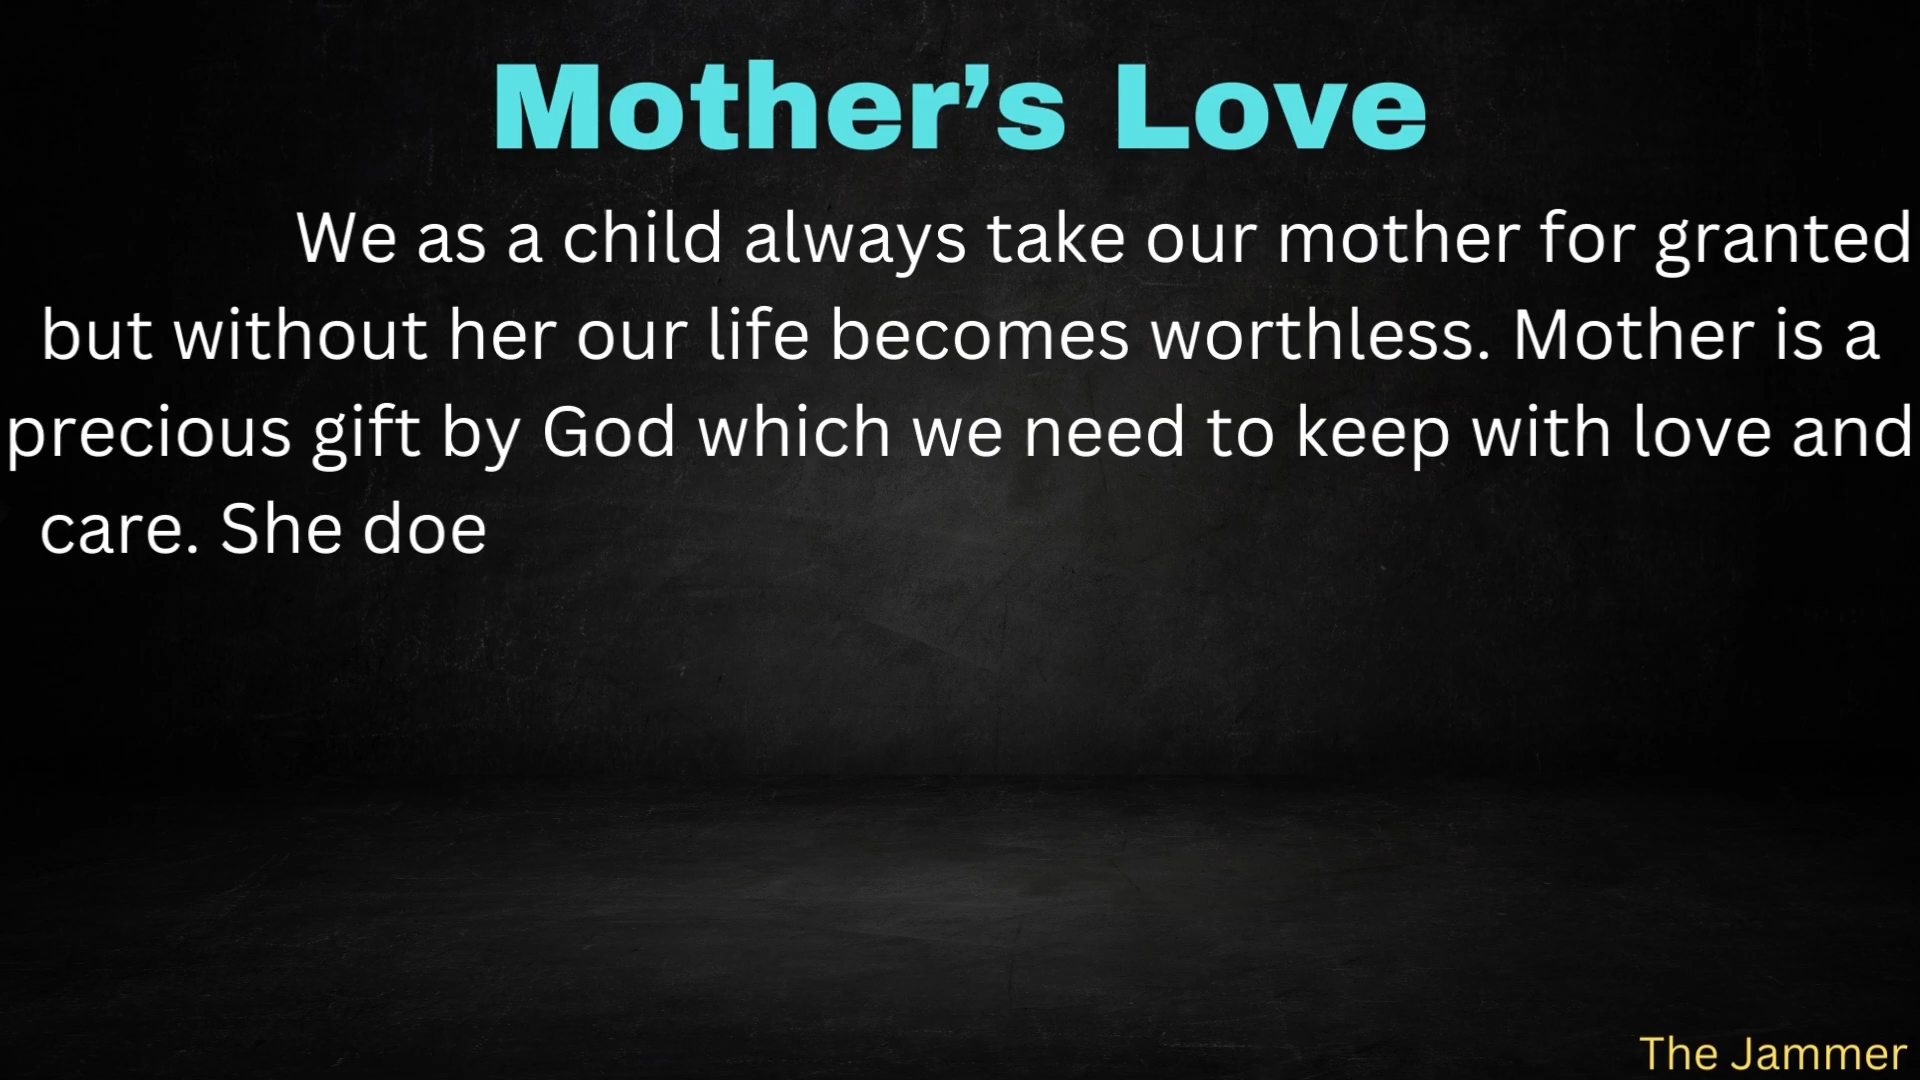 Mother’s Love
We as a child always take our mother for granted
but without her our life becomes worthless. Mother is a
precious gift by God which we need to keep with love and
care. She doe
The Jammer